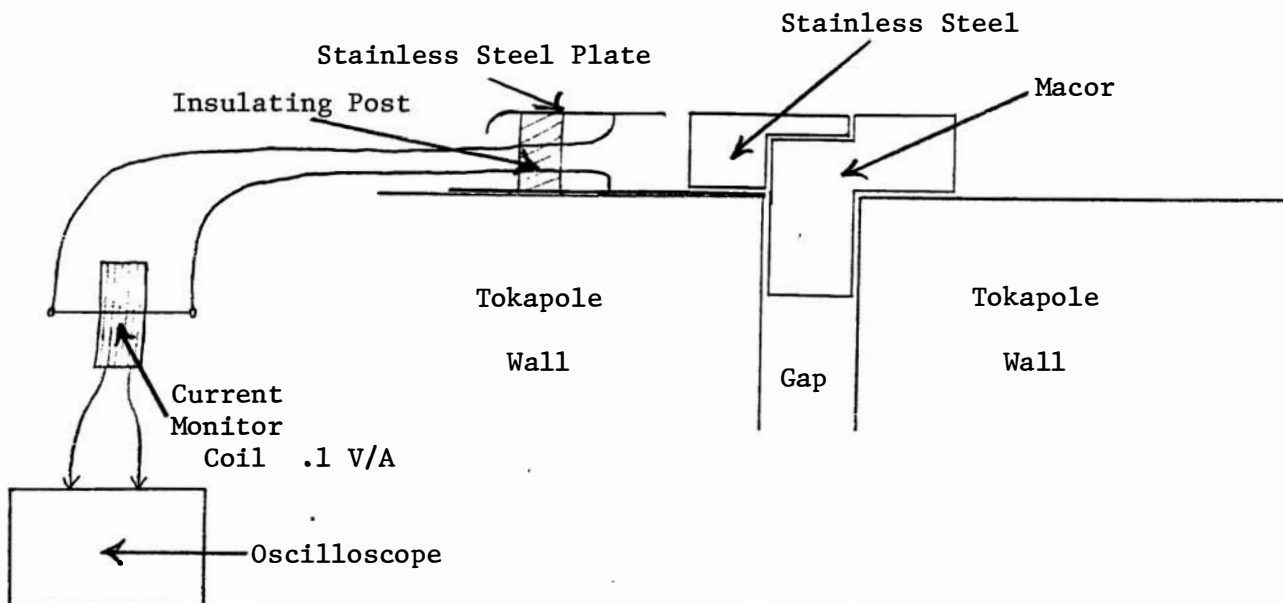 Stainless Steel
Stainless Steel Plate
Macor
Insulating Post
Tokapole
Wall
Tokapole
Wall
Gap
Current
Monitor
Coil .1 V/A
Oscilloscope